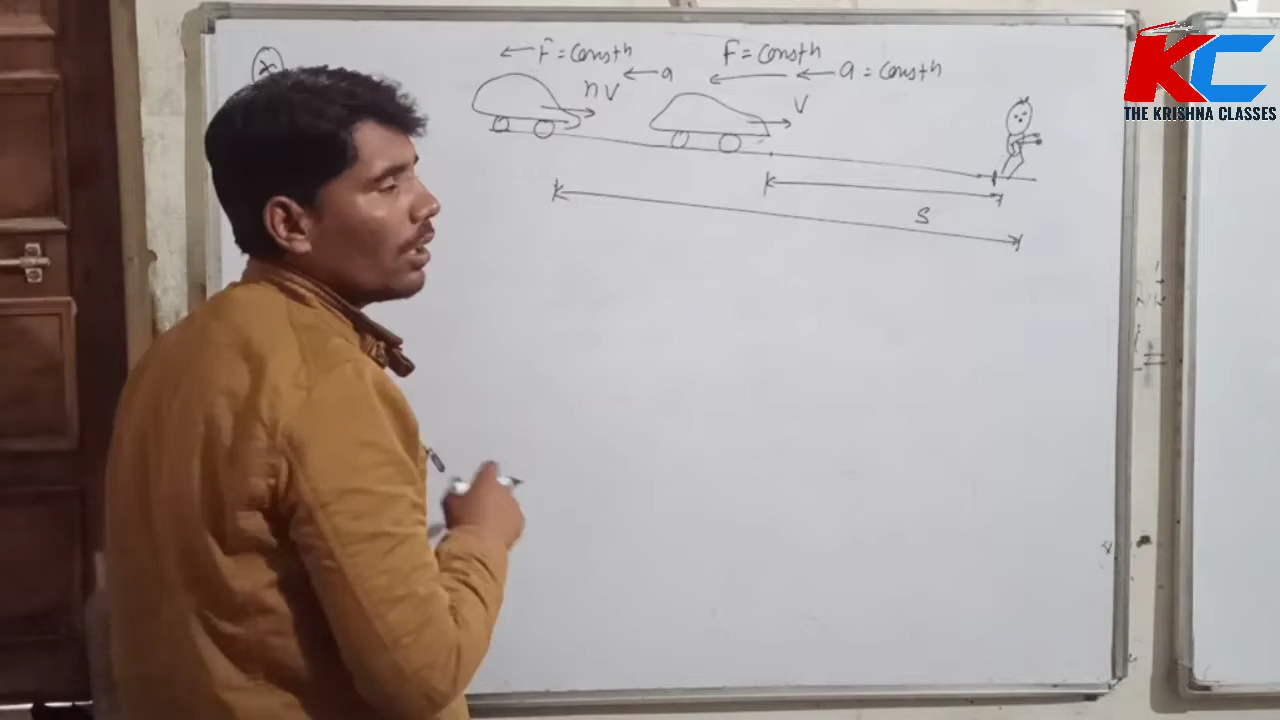 KC
THE KRISHNA CLASSES
x
← F = Consth
F = Consth
nv
← a
← a = Consth
v
S